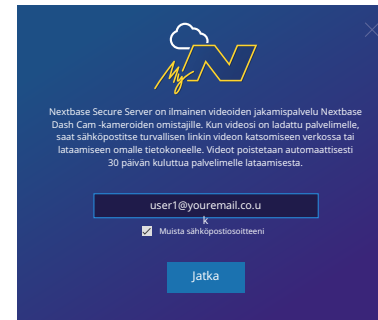 My N
Nextbase Secure Server on ilmainen videoiden jakamispalvelu Nextbase
Dash Cam -kameroiden omistajille. Kun videosi on ladattu palvelimelle,
saat sähköpostitse turvallisen linkin videon katsomiseen verkossa tai
lataamiseen omalle tietokoneelle. Videot poistetaan automaattisesti
30 päivän kuluttua palvelimelle lataamisesta.
user1@youremail.co.u
k
Muista sähköpostiosoitteeni
Jatka